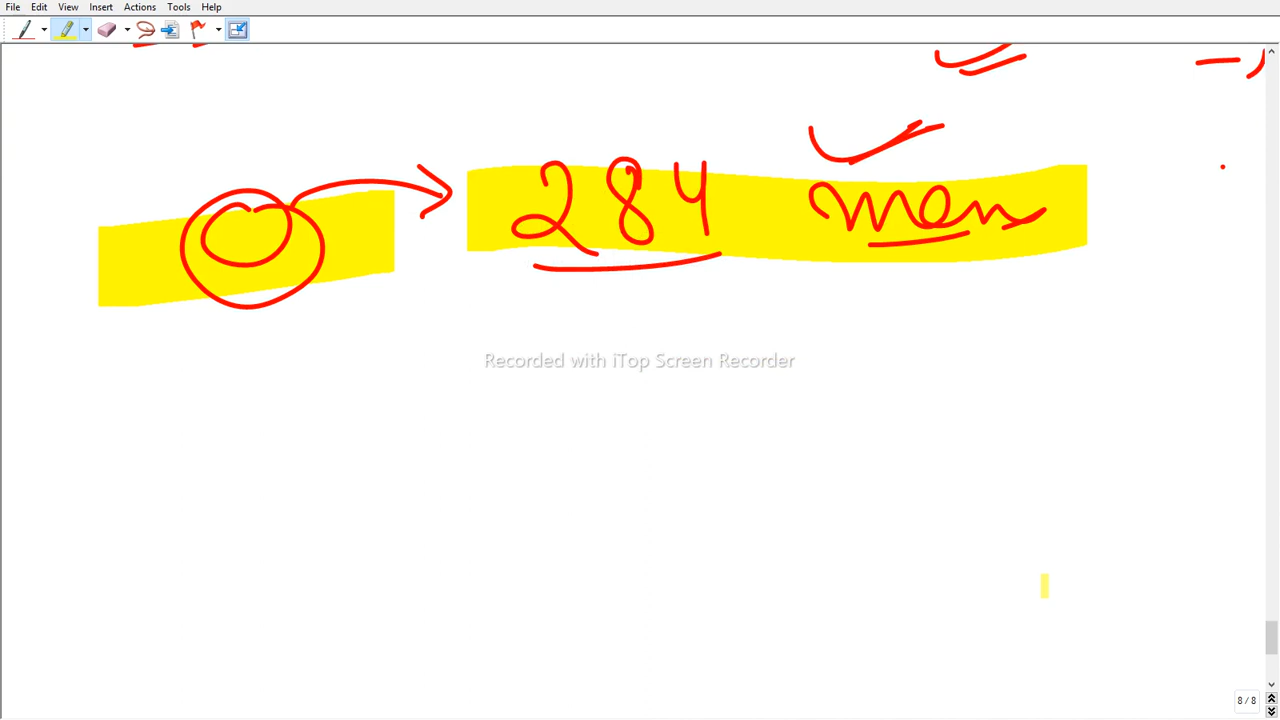 File Edit View Insert Actions Tools Help
284 men
Recorded with iTop Screen Recorder
8 / 8